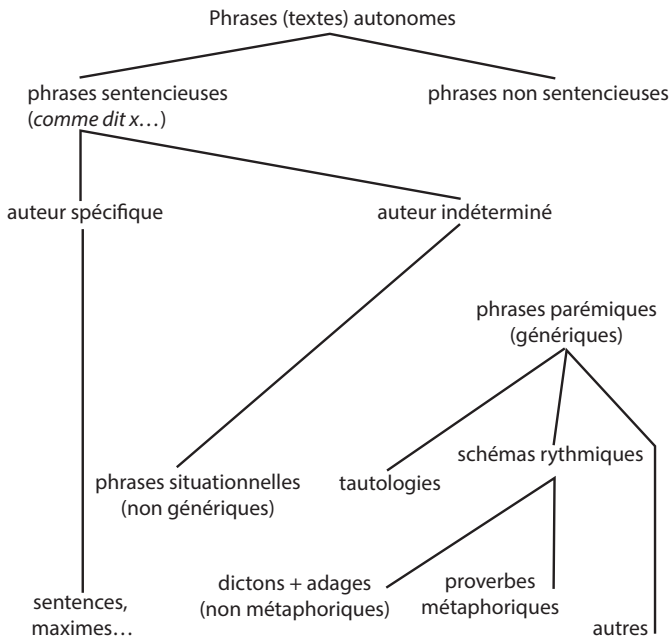 Phrases (textes) autonomes
phrases sentencieuses
(comme dit x…)
phrases non sentencieuses
auteur spécifique
auteur indéterminé
phrases parémiques
(génériques)
phrases situationnelles
(non génériques)
tautologies
schémas rythmiques
sentences,
maximes…
dictons + adages
(non métaphoriques)
proverbes
métaphoriques
autres